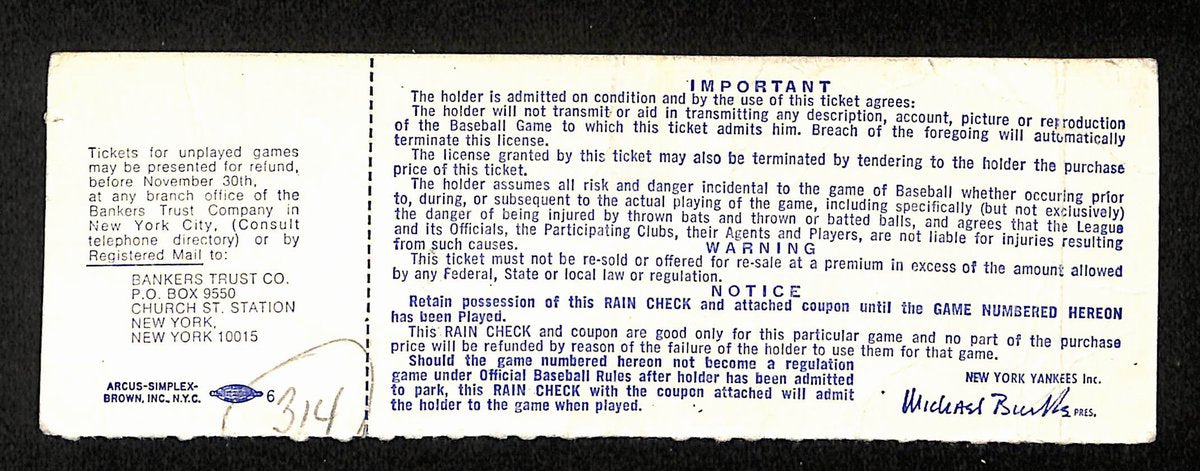 Tickets for unplayed games
may be presented for refund,
before November 30th,
at any branch office of the
Bankers Trust Company in
New York City, (Consult
telephone directory) or by
Registered Mail to:
BANKERS TRUST CO.
P.O. BOX 9550
CHURCH ST. STATION
NEW YORK,
NEW YORK 10015
ARCUS-SIMPLEX-
BROWN, INC. N.Y.C.
6
314
IMPORTANT
The holder is admitted on condition and by the use of this ticket agrees:
The holder will not transmit or aid in transmitting any description, account, picture or reproduction
of the Baseball Game to which this ticket admits him. Breach of the foregoing will automatically
terminate this license.
The license granted by this ticket may also be terminated by tendering to the holder the purchase
price of this ticket.
The holder assumes all risk and danger incidental to the game of Baseball whether occuring prior
to, during, or subsequent to the actual playing of the game, including specifically (but not exclusively)
the danger of being injured by thrown bats and thrown or batted balls, and agrees that the League
and its Officials, the Participating Clubs, their Agents and Players, are not liable for injuries resulting
from such causes.
WARNING
This ticket must not be re-sold or offered for re-sale at a premium in excess of the amount allowed
by any Federal, State or local law or regulation.
NOTICE
Retain possession of this RAIN CHECK and attached coupon until the GAME NUMBERED HEREON
has been Played.
This RAIN CHECK and coupon are good only for this particular game and no part of the purchase
price will be refunded by reason of the failure of the holder to use them for that game.
Should the game numbered hereon not become a regulation
game under Official Baseball Rules after holder has been admitted
to park, this RAIN CHECK with the coupon attached will admit
the holder to the game when played.
NEW YORK YANKEES Inc.
Michael Burke PRES.